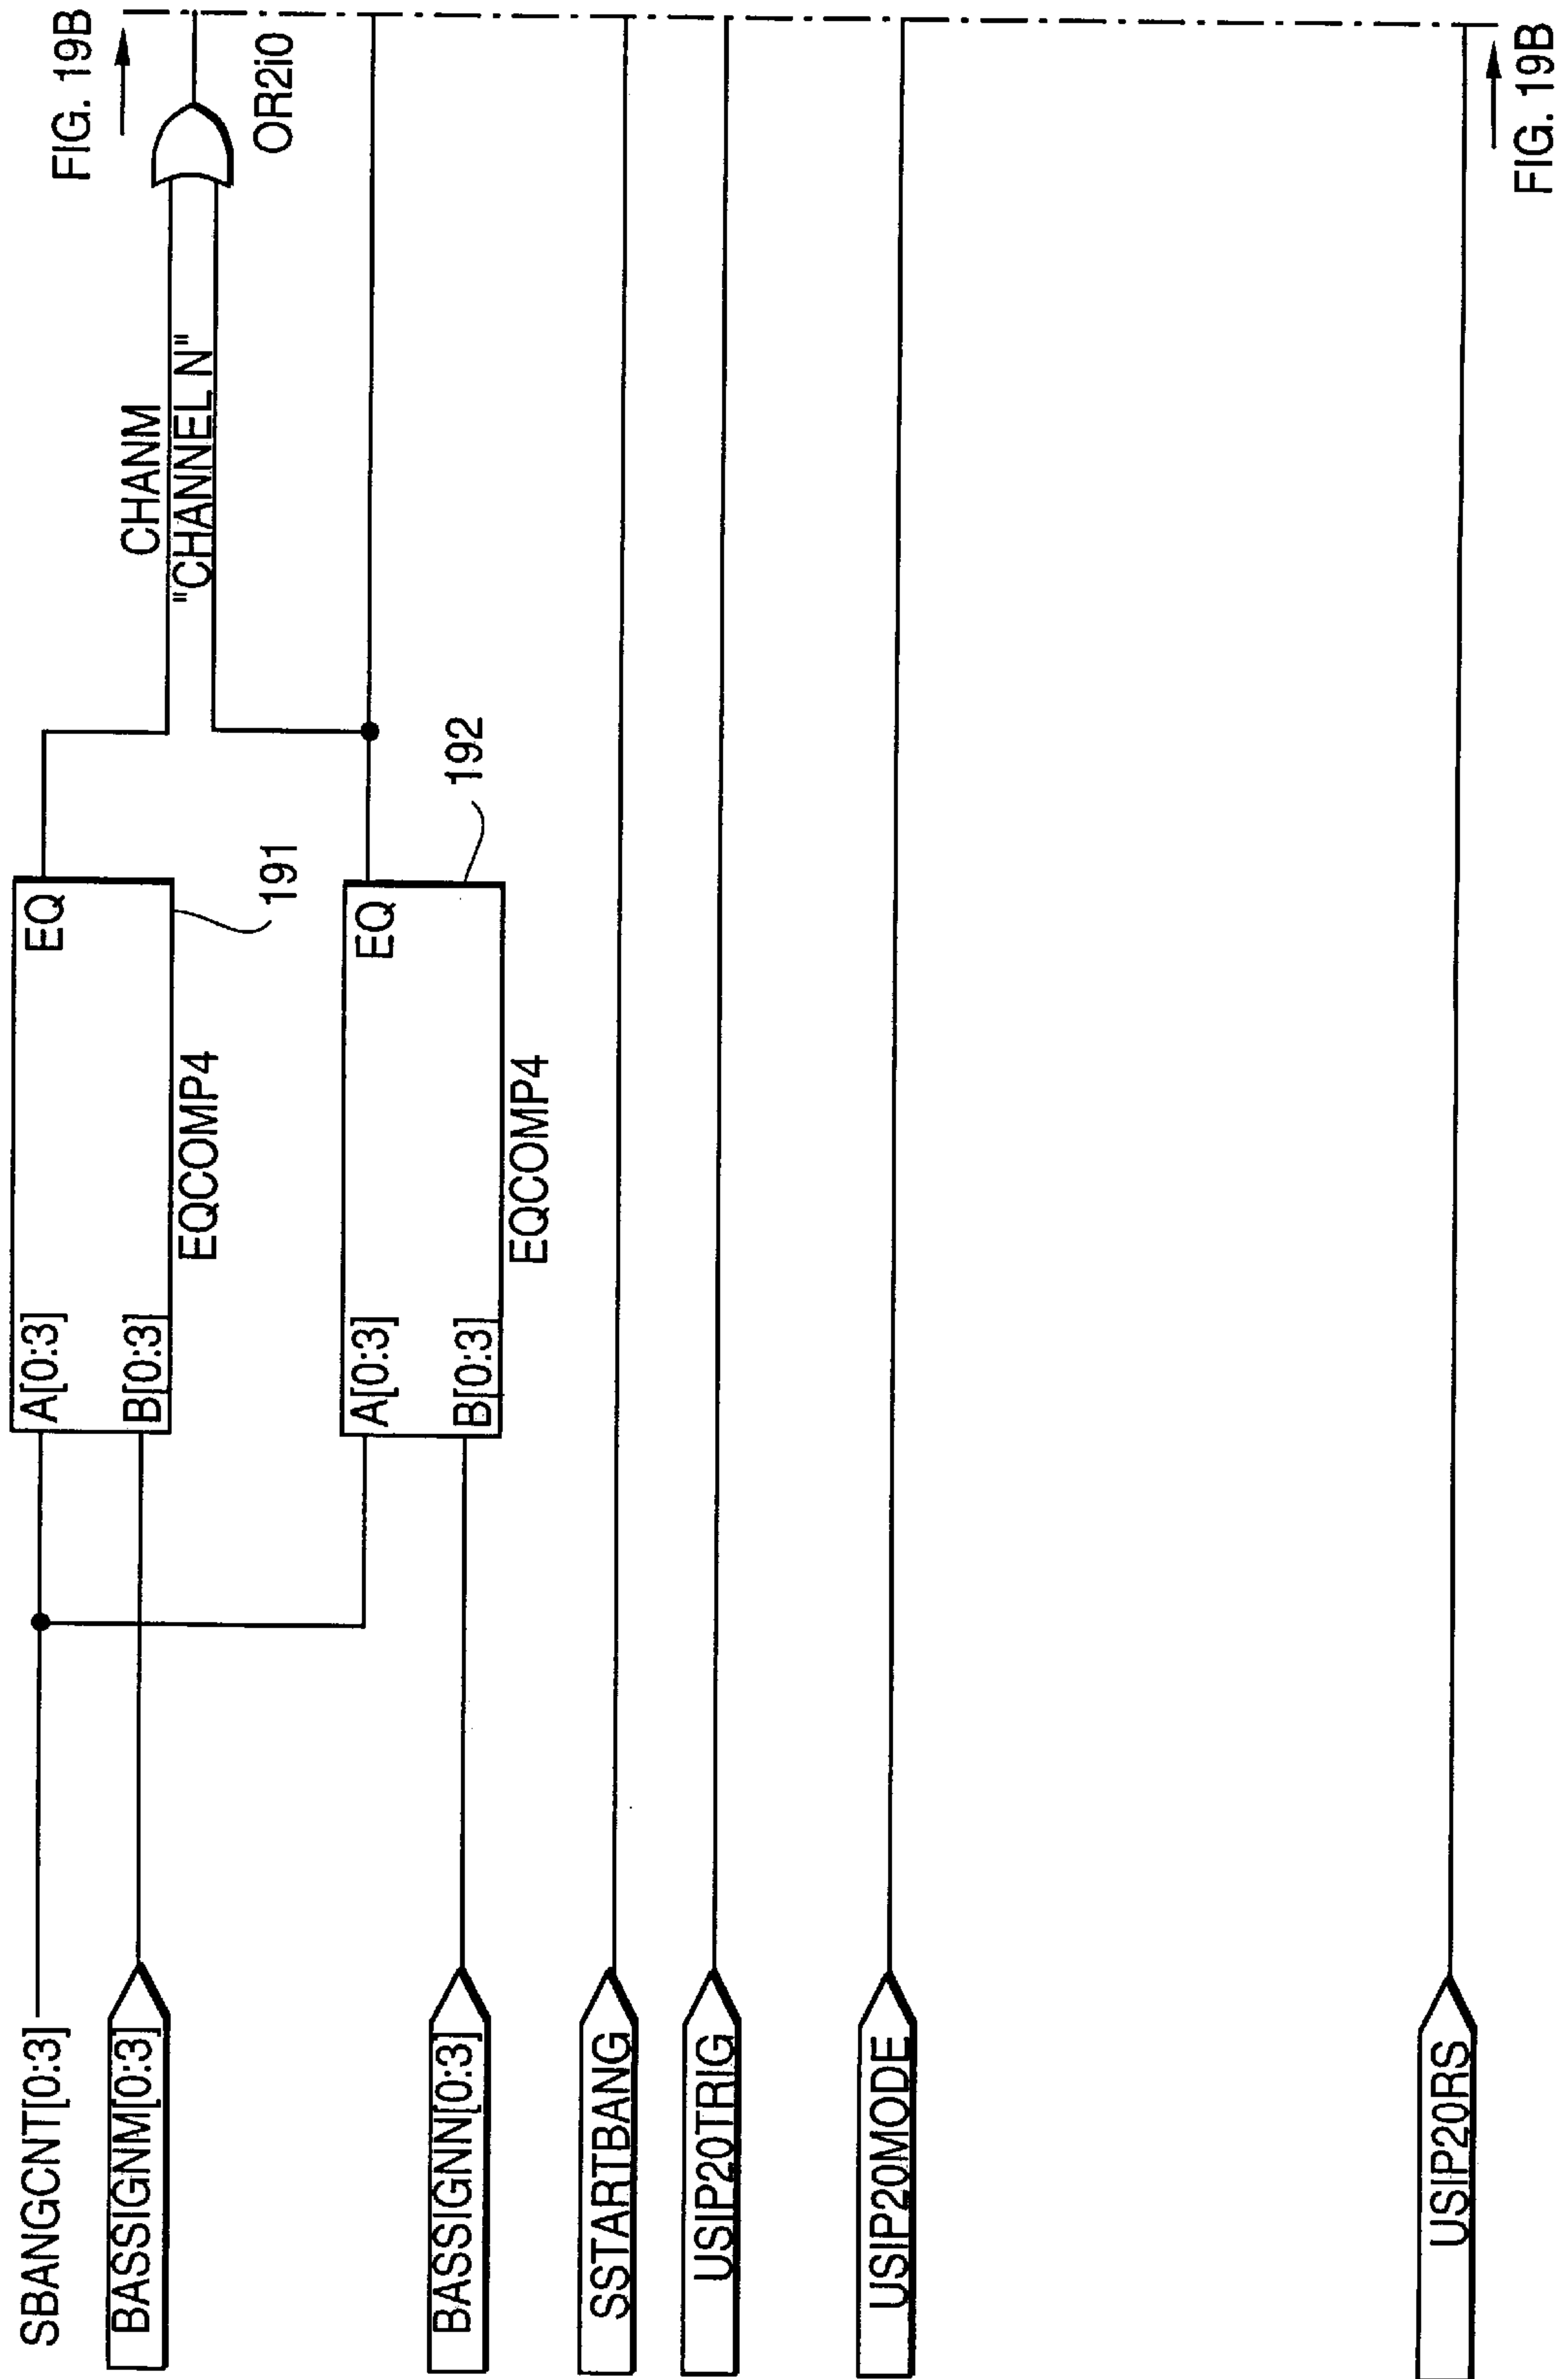 SBANGCNT[0:3]
BASSIGNM[0:3]
BASSIGNN[0:3]
SSTARTBANG
USIP20TRIG
USIP20MODE
USIP20RS
A[0:3]
B[0:3]
EQ
EQCOMP4
191
A[0:3]
B[0:3]
EQ
EQCOMP4
192
CHANM
"CHANNEL N"
OR2i0
FIG. 19B
FIG. 19B